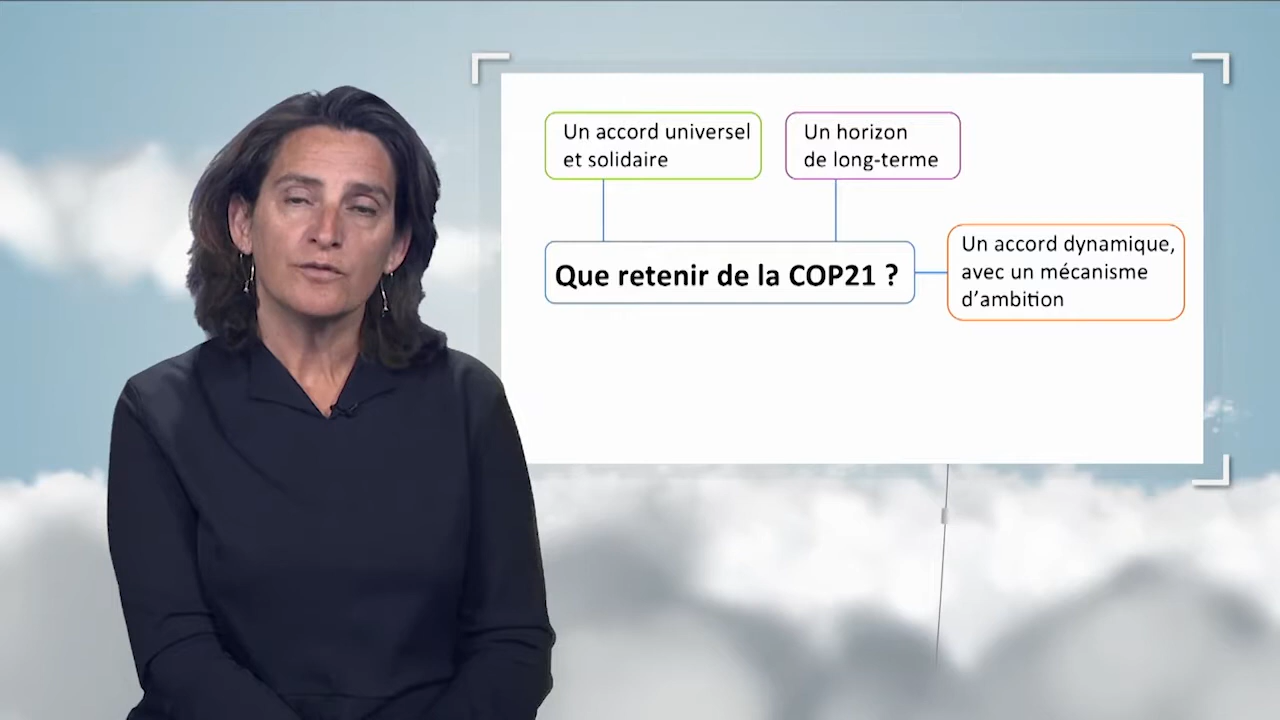 Un accord universel
et solidaire
Un horizon
de long-terme
Que retenir de la COP21 ?
Un accord dynamique,
avec un mécanisme
d’ambition